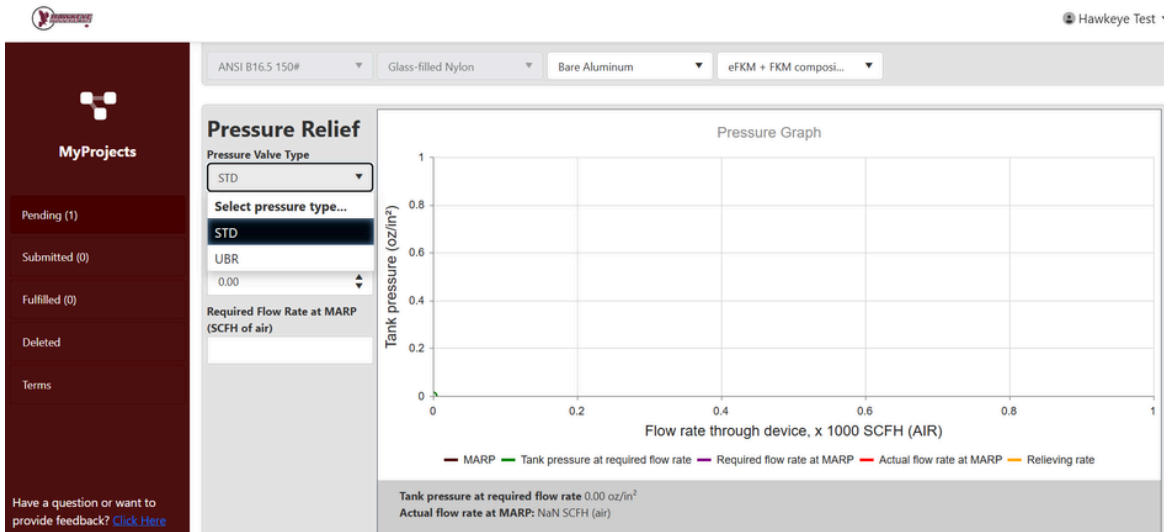 HAWKEYE
Hawkeye Test
ANSI B16.5 150#
Glass-filled Nylon
Bare Aluminum
eFKM + FKM composi...
MyProjects
Pending (1)
Submitted (0)
Fulfilled (0)
Deleted
Terms
Have a question or want to
provide feedback? Click Here
Pressure Relief
Pressure Valve Type
STD
Select pressure type...
STD
UBR
0.00
Required Flow Rate at MARP
(SCFH of air)
Pressure Graph
Tank pressure (oz/in²)
1
0.8
0.6
0.4
0.2
0
0
0.2
0.4
0.6
0.8
1
Flow rate through device, x 1000 SCFH (AIR)
MARP
Tank pressure at required flow rate
Required flow rate at MARP
Actual flow rate at MARP
Relieving rate
Tank pressure at required flow rate 0.00 oz/in²
Actual flow rate at MARP: NaN SCFH (air)